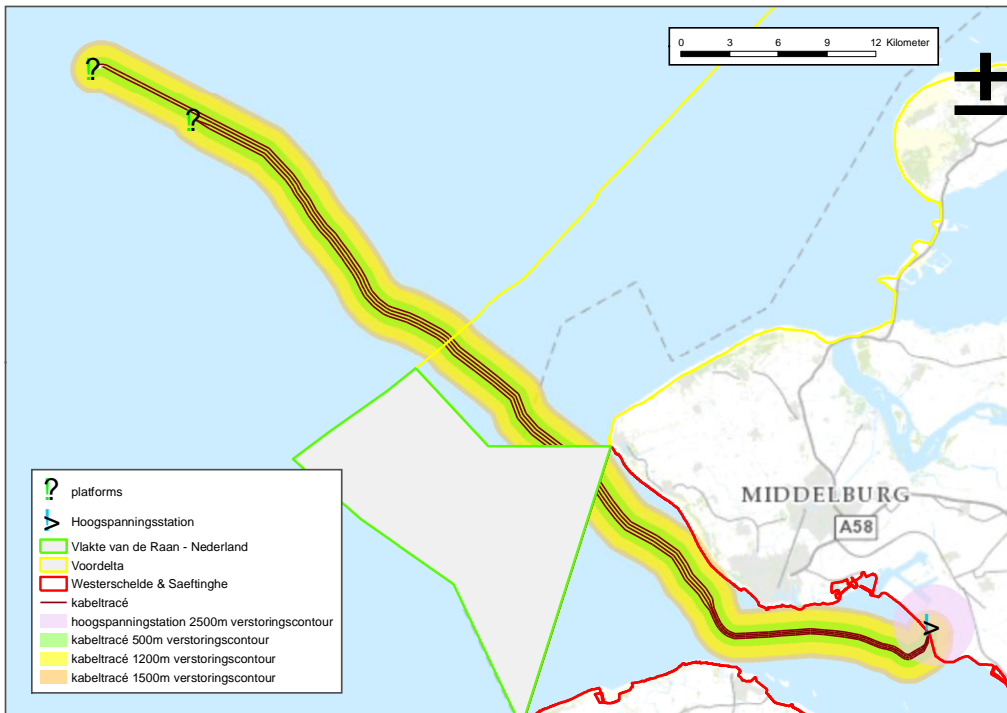 0 3 6 9 12 Kilometer
MIDDELBURG
A58
platforms
Hoogspanningsstation
Vlakte van de Raan - Nederland
Voordelta
Westerschelde & Saeftinghe
kabeltracé
hoogspanningstation 2500m verstoringscontour
kabeltracé 500m verstoringscontour
kabeltracé 1200m verstoringscontour
kabeltracé 1500m verstoringscontour